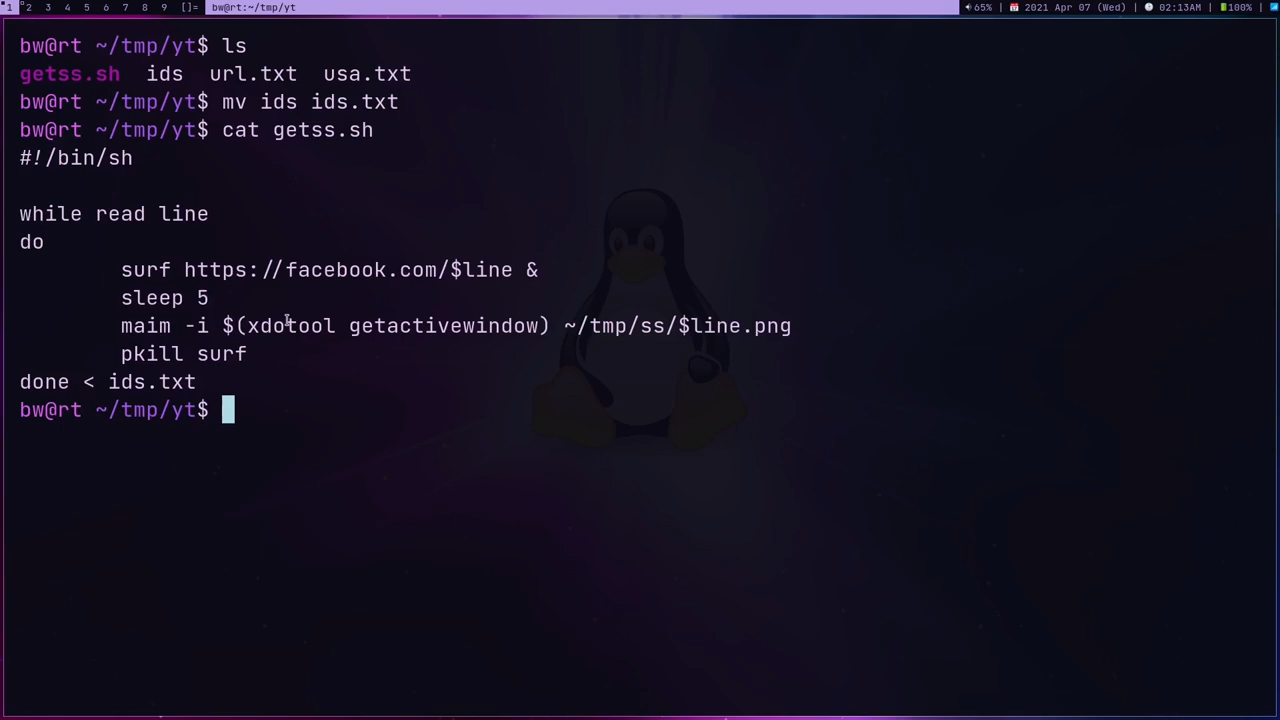 1 2 3 4 5 6 7 8 9 []= bw@rt:~/tmp/yt 65% | 2021 Apr 07 (Wed) | 02:13AM | 100% |
bw@rt ~/tmp/yt$ ls
getss.sh  ids  url.txt  usa.txt
bw@rt ~/tmp/yt$ mv ids ids.txt
bw@rt ~/tmp/yt$ cat getss.sh
#!/bin/sh
while read line
do
        surf https://facebook.com/$line &
        sleep 5
        maim -i $(xdotool getactivewindow) ~/tmp/ss/$line.png
        pkill surf
done < ids.txt
bw@rt ~/tmp/yt$